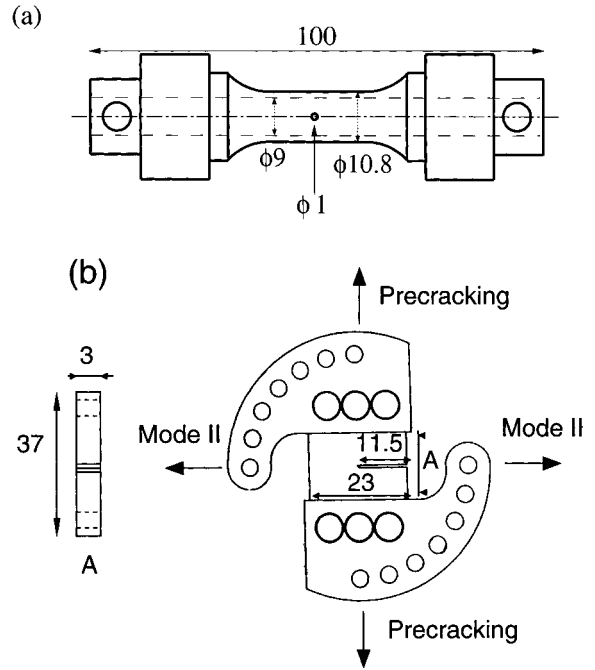 (a)
100
ϕ9
ϕ10.8
ϕ1
(b)
Precracking
3
37
Mode II
Mode II
11.5
A
23
A
Precracking